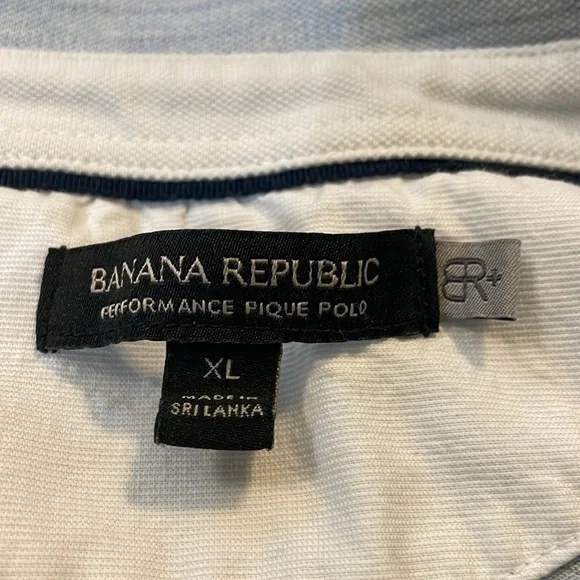 BANANA REPUBLIC
PERFORMANCE PIQUE POLO
BR+
XL
MADE IN
SRI LANKA